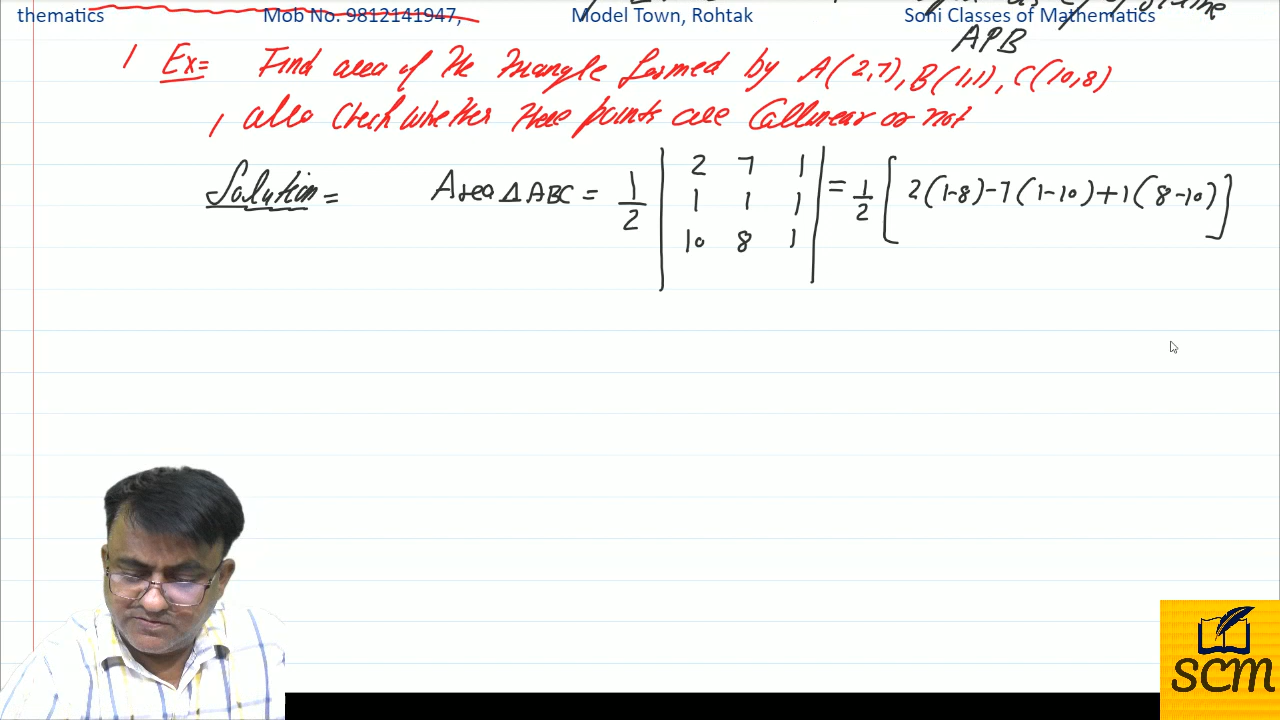 thematics Mob No. 9812141947, Model Town, Rohtak Soni Classes of Mathematics
APB
Ex= Find area of the triangle formed by A(2,7), B(1,1), C(10,8)
also Check whether these points are Collinear or not
Solution = Area Δ ABC = 1/2 | 2 7 1 | = 1/2 [ 2(1-8)-7(1-10)+1(8-10) ]
1 1 1
10 8 1
SCM